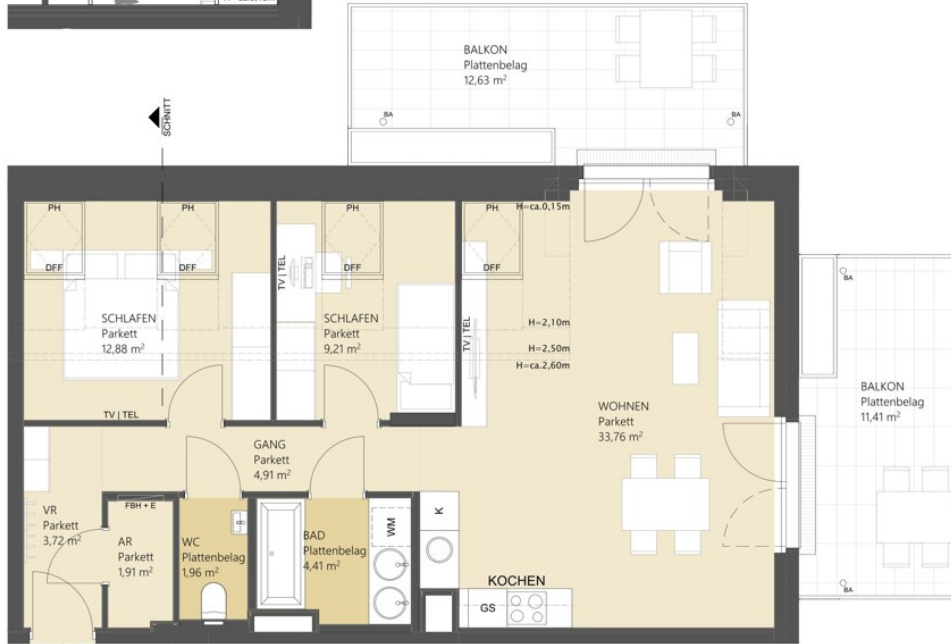 BALKON
Plattenbelag
12,63 m²
BA
BA
SCHNITT
PH
PH
PH
PH
H=ca.0,15m
DFF
DFF
DFF
DFF
BA
TV | TEL
SCHLAFEN
Parkett
12,88 m²
SCHLAFEN
Parkett
9,21 m²
TV | TEL
H=2,10m
H=2,50m
H=ca.2,60m
BALKON
Plattenbelag
11,41 m²
WOHNEN
Parkett
33,76 m²
TV | TEL
GANG
Parkett
4,91 m²
VR
Parkett
3,72 m²
FBH + E
AR
Parkett
1,91 m²
WC
Plattenbelag
1,96 m²
BAD
Plattenbelag
4,41 m²
WM
K
KOCHEN
GS
BA